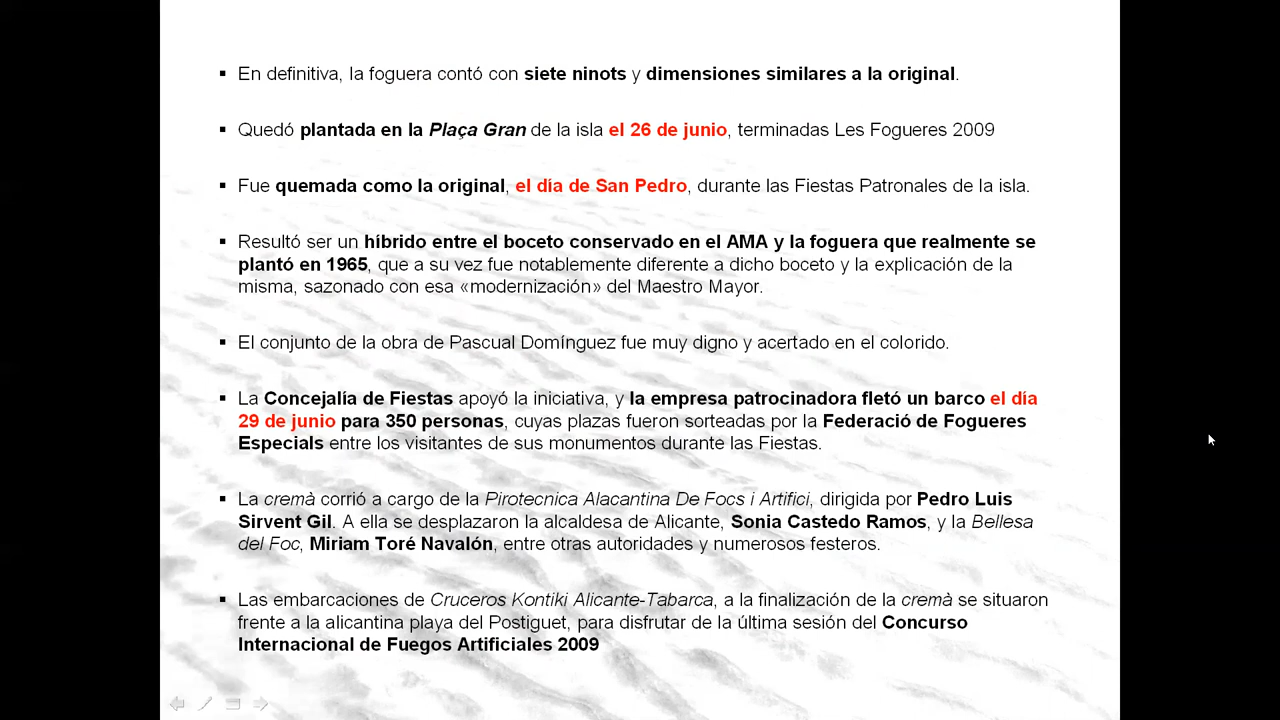 ▪ En definitiva, la foguera contó con siete ninots y dimensiones similares a la original.
▪ Quedó plantada en la Plaça Gran de la isla el 26 de junio, terminadas Les Fogueres 2009
▪ Fue quemada como la original, el día de San Pedro, durante las Fiestas Patronales de la isla.
▪ Resultó ser un híbrido entre el boceto conservado en el AMA y la foguera que realmente se
plantó en 1965, que a su vez fue notablemente diferente a dicho boceto y la explicación de la
misma, sazonado con esa «modernización» del Maestro Mayor.
▪ El conjunto de la obra de Pascual Domínguez fue muy digno y acertado en el colorido.
▪ La Concejalía de Fiestas apoyó la iniciativa, y la empresa patrocinadora fletó un barco el día
29 de junio para 350 personas, cuyas plazas fueron sorteadas por la Federació de Fogueres
Especials entre los visitantes de sus monumentos durante las Fiestas.
▪ La cremà corrió a cargo de la Pirotecnica Alacantina De Focs i Artifici, dirigida por Pedro Luis
Sirvent Gil. A ella se desplazaron la alcaldesa de Alicante, Sonia Castedo Ramos, y la Bellesa
del Foc, Miriam Toré Navalón, entre otras autoridades y numerosos festeros.
▪ Las embarcaciones de Cruceros Kontiki Alicante-Tabarca, a la finalización de la cremà se situaron
frente a la alicantina playa del Postiguet, para disfrutar de la última sesión del Concurso
Internacional de Fuegos Artificiales 2009